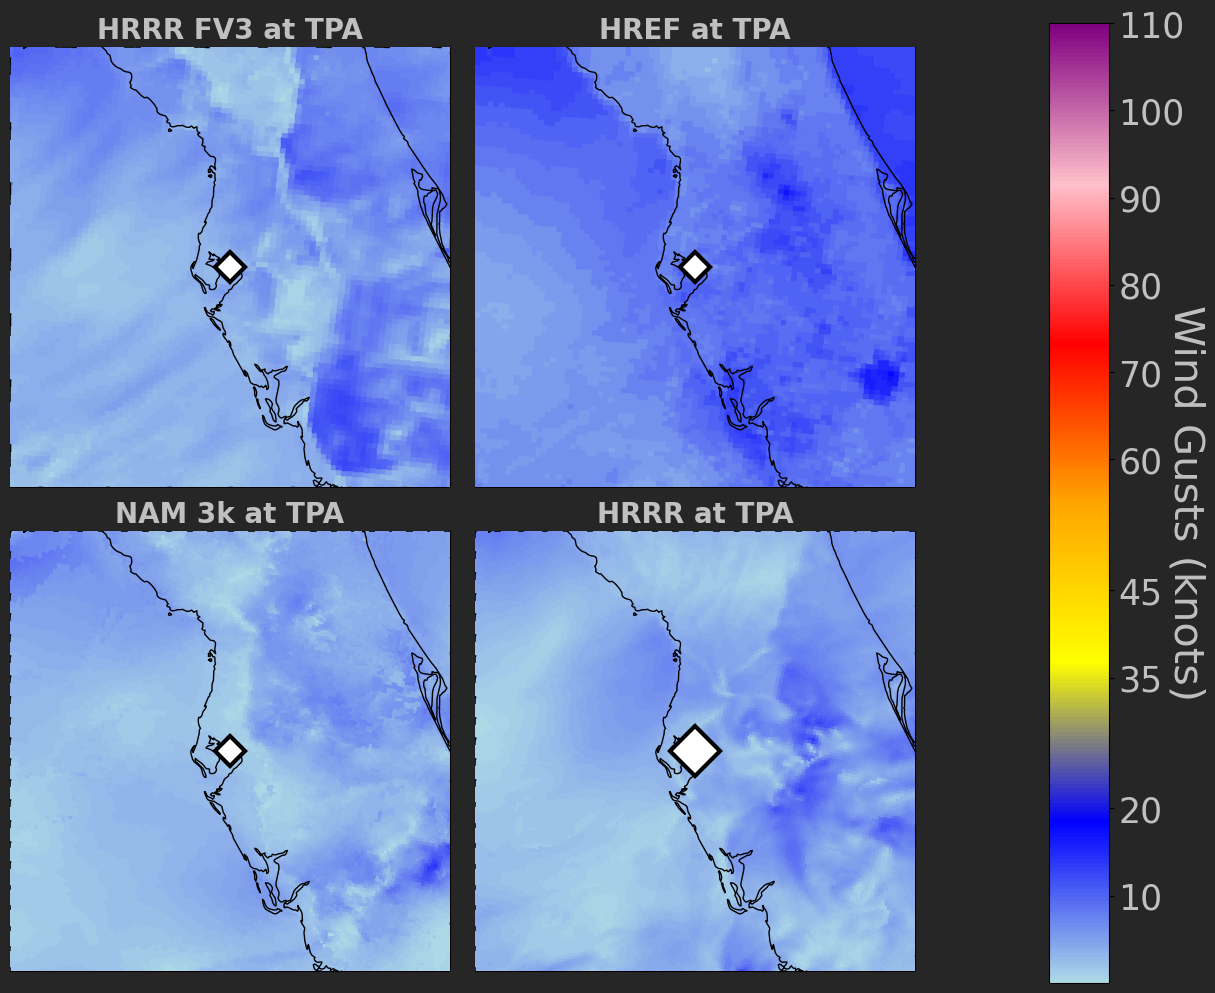 HRRR FV3 at TPA
HREF at TPA
NAM 3k at TPA
HRRR at TPA
110
100
90
80
70
60
45
35
20
10
Wind Gusts (knots)